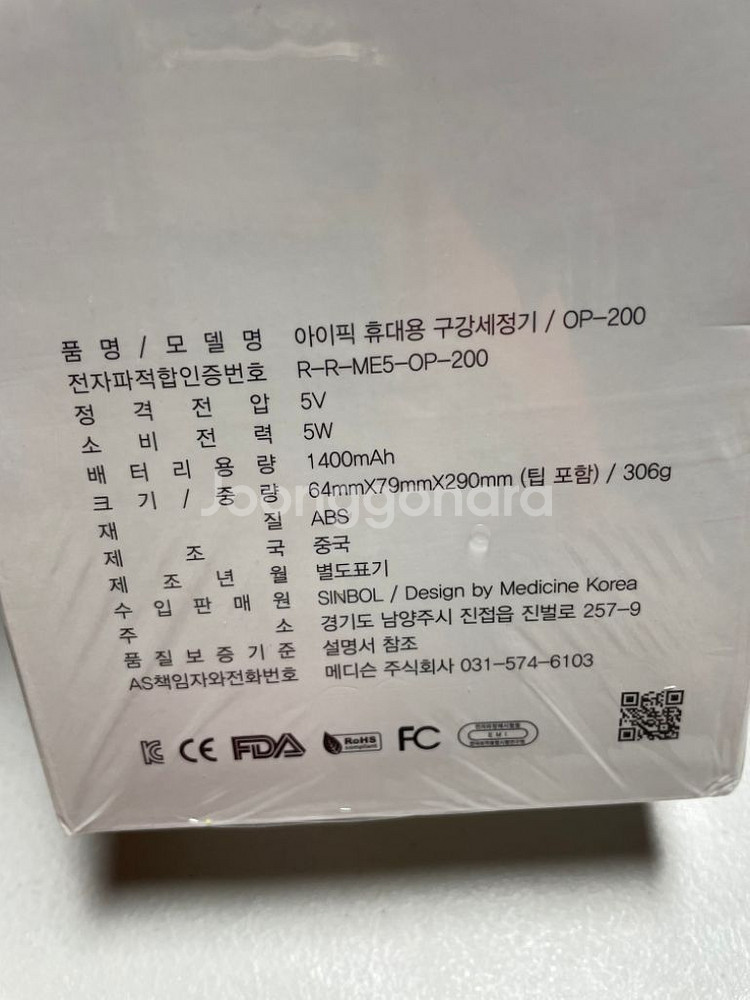 품 명 / 모 델 명 아이픽 휴대용 구강세정기 / OP-200
전자파적합인증번호 R-R-ME5-OP-200
정 격 전 압 5V
소 비 전 력 5W
배 터 리 용 량 1400mAh
크 기 / 중 량 64mmX79mmX290mm (팁 포함) / 306g
재 질 ABS
제 조 국 중국
제 조 년 월 별도표기
수 입 판 매 원 SINBOL / Design by Medicine Korea
주 소 경기도 남양주시 진접읍 진벌로 257-9
품 질 보 증 기 준 설명서 참조
AS책임자와전화번호 메디슨 주식회사 031-574-6103
Joonggonara
KC CE FDA RoHS compliant FC EMI